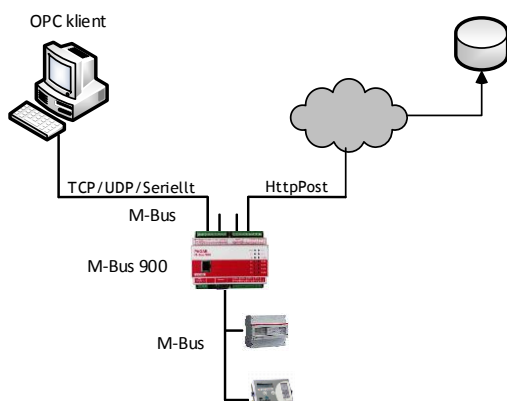 OPC klient
TCP/UDP/Seriellt
HttpPost
M-Bus
M-Bus 900
M-Bus